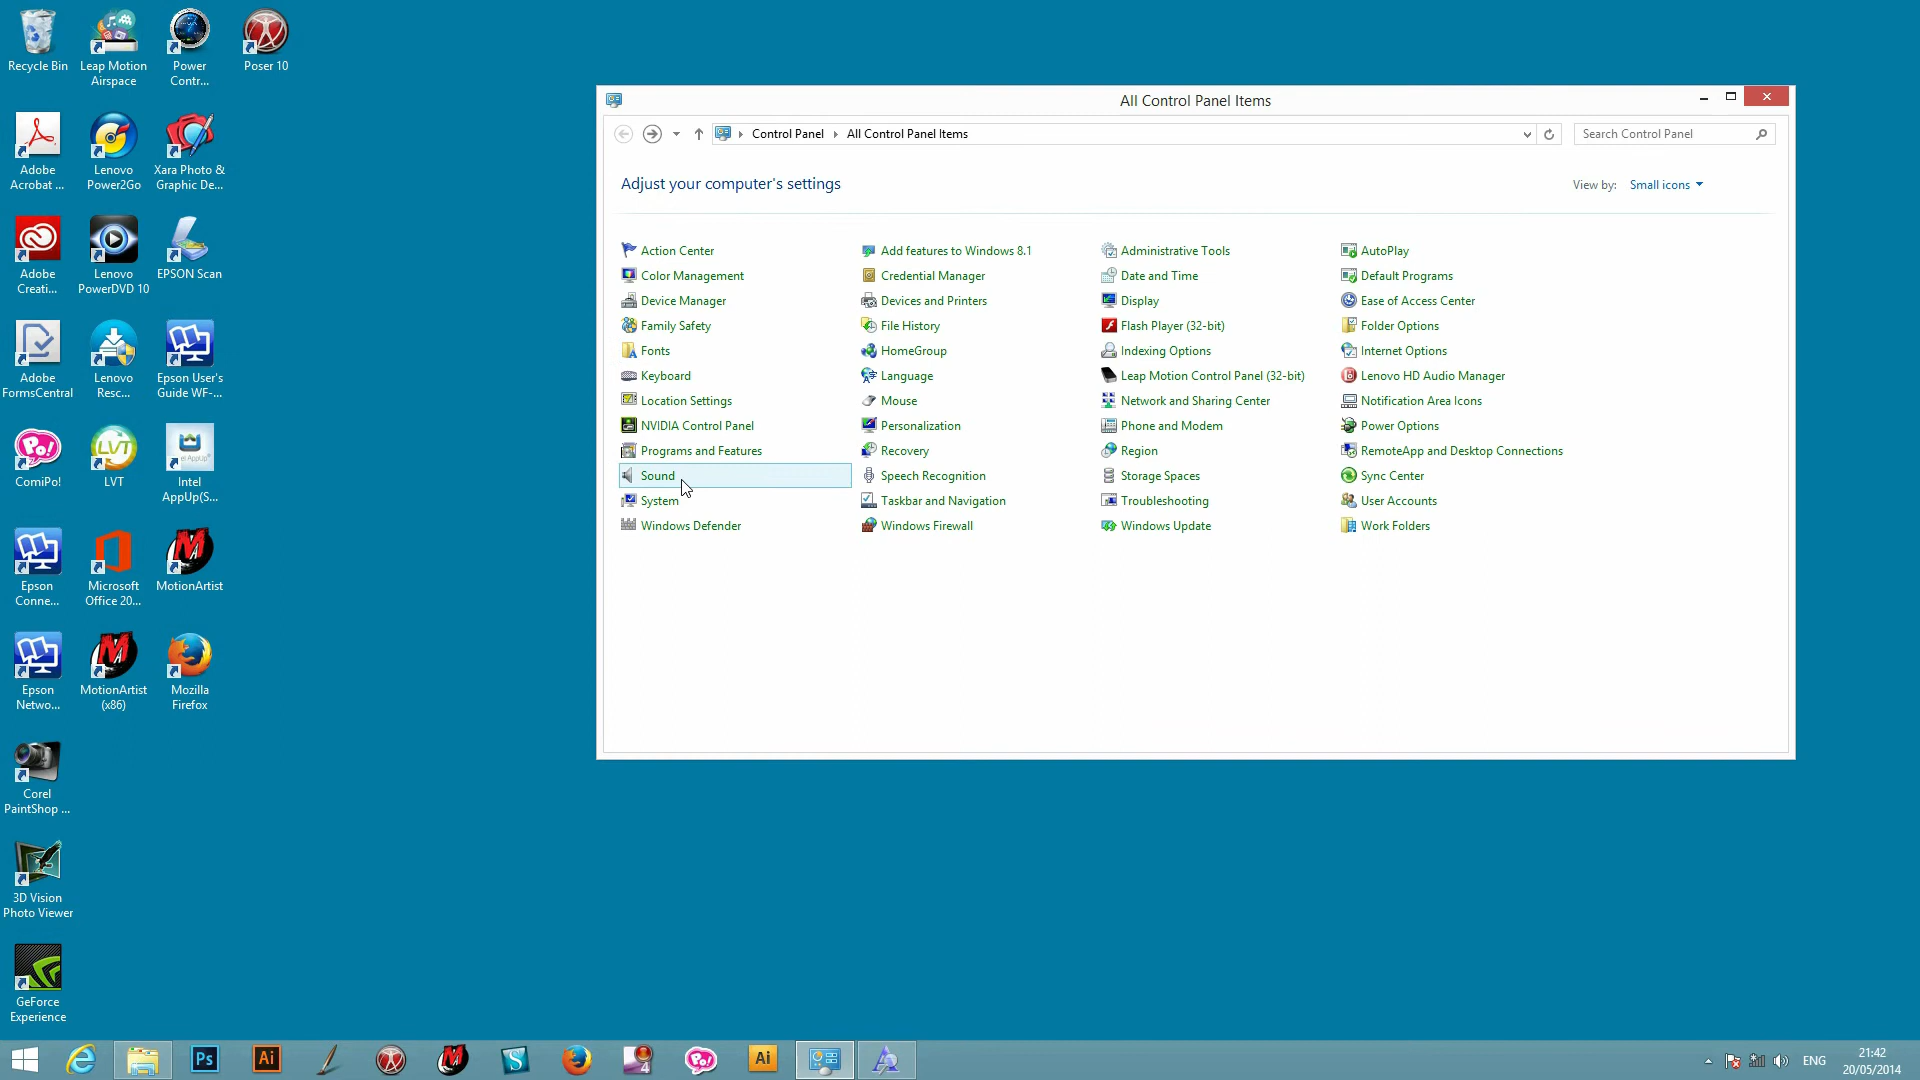 Recycle Bin
Leap Motion
Airspace
Power
Contr...
Poser 10
Adobe
Acrobat ...
Lenovo
Power2Go
Xara Photo &
Graphic De...
Adobe
Creati...
Lenovo
PowerDVD 10
EPSON Scan
Adobe
FormsCentral
Lenovo
Resc...
Epson User's
Guide WF-...
Po!
ComiPo!
LVT
LVT
Intel
AppUp(S...
Epson
Conne...
Microsoft
Office 20...
MotionArtist
Epson
Netwo...
MotionArtist
(x86)
Mozilla
Firefox
Corel
PaintShop ...
3D Vision
Photo Viewer
GeForce
Experience
All Control Panel Items
Control Panel
All Control Panel Items
Search Control Panel
Adjust your computer's settings
View by:
Small icons
Action Center
Add features to Windows 8.1
Administrative Tools
AutoPlay
Color Management
Credential Manager
Date and Time
Default Programs
Device Manager
Devices and Printers
Display
Ease of Access Center
Family Safety
File History
Flash Player (32-bit)
Folder Options
Fonts
HomeGroup
Indexing Options
Internet Options
Keyboard
Language
Leap Motion Control Panel (32-bit)
Lenovo HD Audio Manager
Location Settings
Mouse
Network and Sharing Center
Notification Area Icons
NVIDIA Control Panel
Personalization
Phone and Modem
Power Options
Programs and Features
Recovery
Region
RemoteApp and Desktop Connections
Sound
Speech Recognition
Storage Spaces
Sync Center
System
Taskbar and Navigation
Troubleshooting
User Accounts
Windows Defender
Windows Firewall
Windows Update
Work Folders
Ps
Ai
M
S
4
Po!
Ai
ENG
21:42
20/05/2014